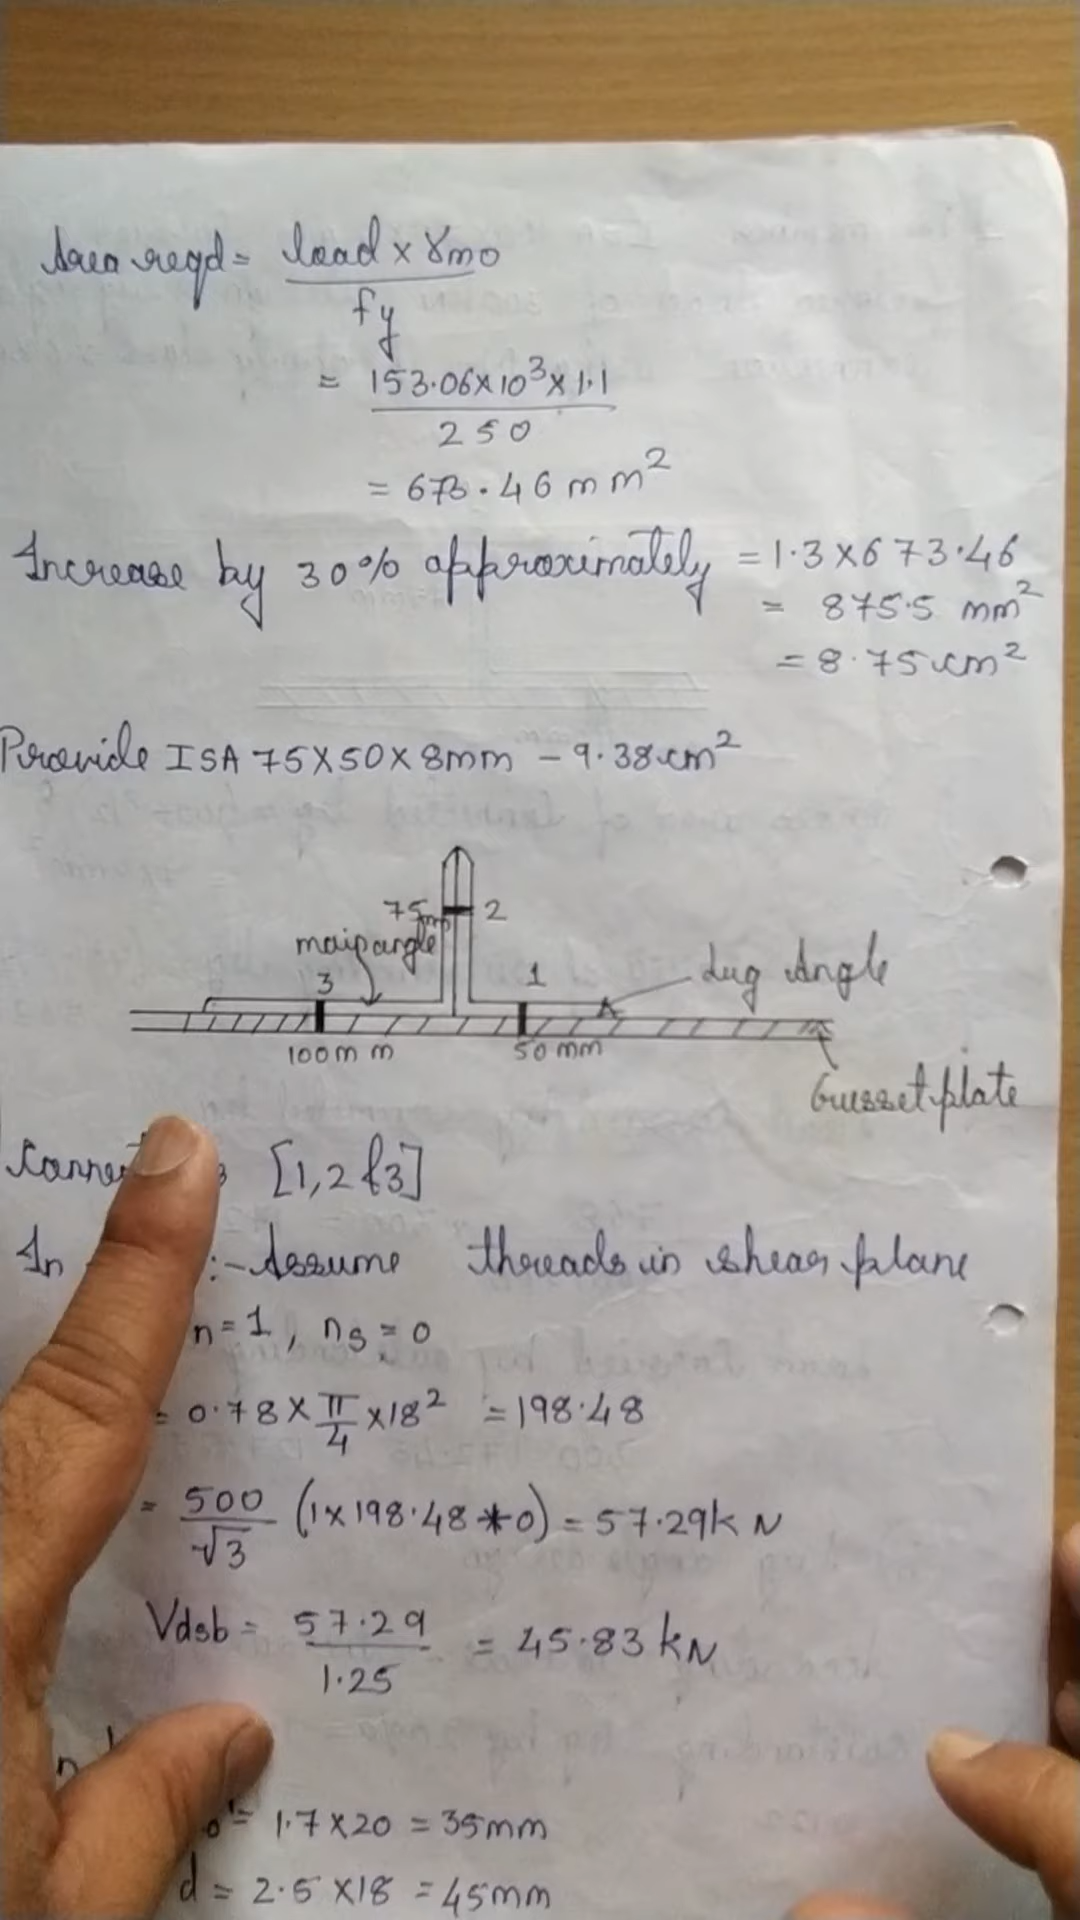 Area reqd = load × γm0
fy
= 153.06×10³×1.1
250
= 673.46 mm²
Increase by 30% approximately = 1.3×673.46
= 875.5 mm²
= 8.75 cm²
Provide ISA 75×50×8mm – 9.38cm²
75mm 2
main angle
3 1 Lug Angle
100mm 50mm
Gusset plate
[1,2 & 3]
In :- Assume threads in shear plane
n = 1, ns = 0
= 0.78 × π/4 × 18² = 198.48
= 500/√3 (1×198.48*0) = 57.29kN
Vdsb = 57.29/1.25 = 45.83 kN
= 1.7×20 = 35mm
d = 2.5×18 = 45mm